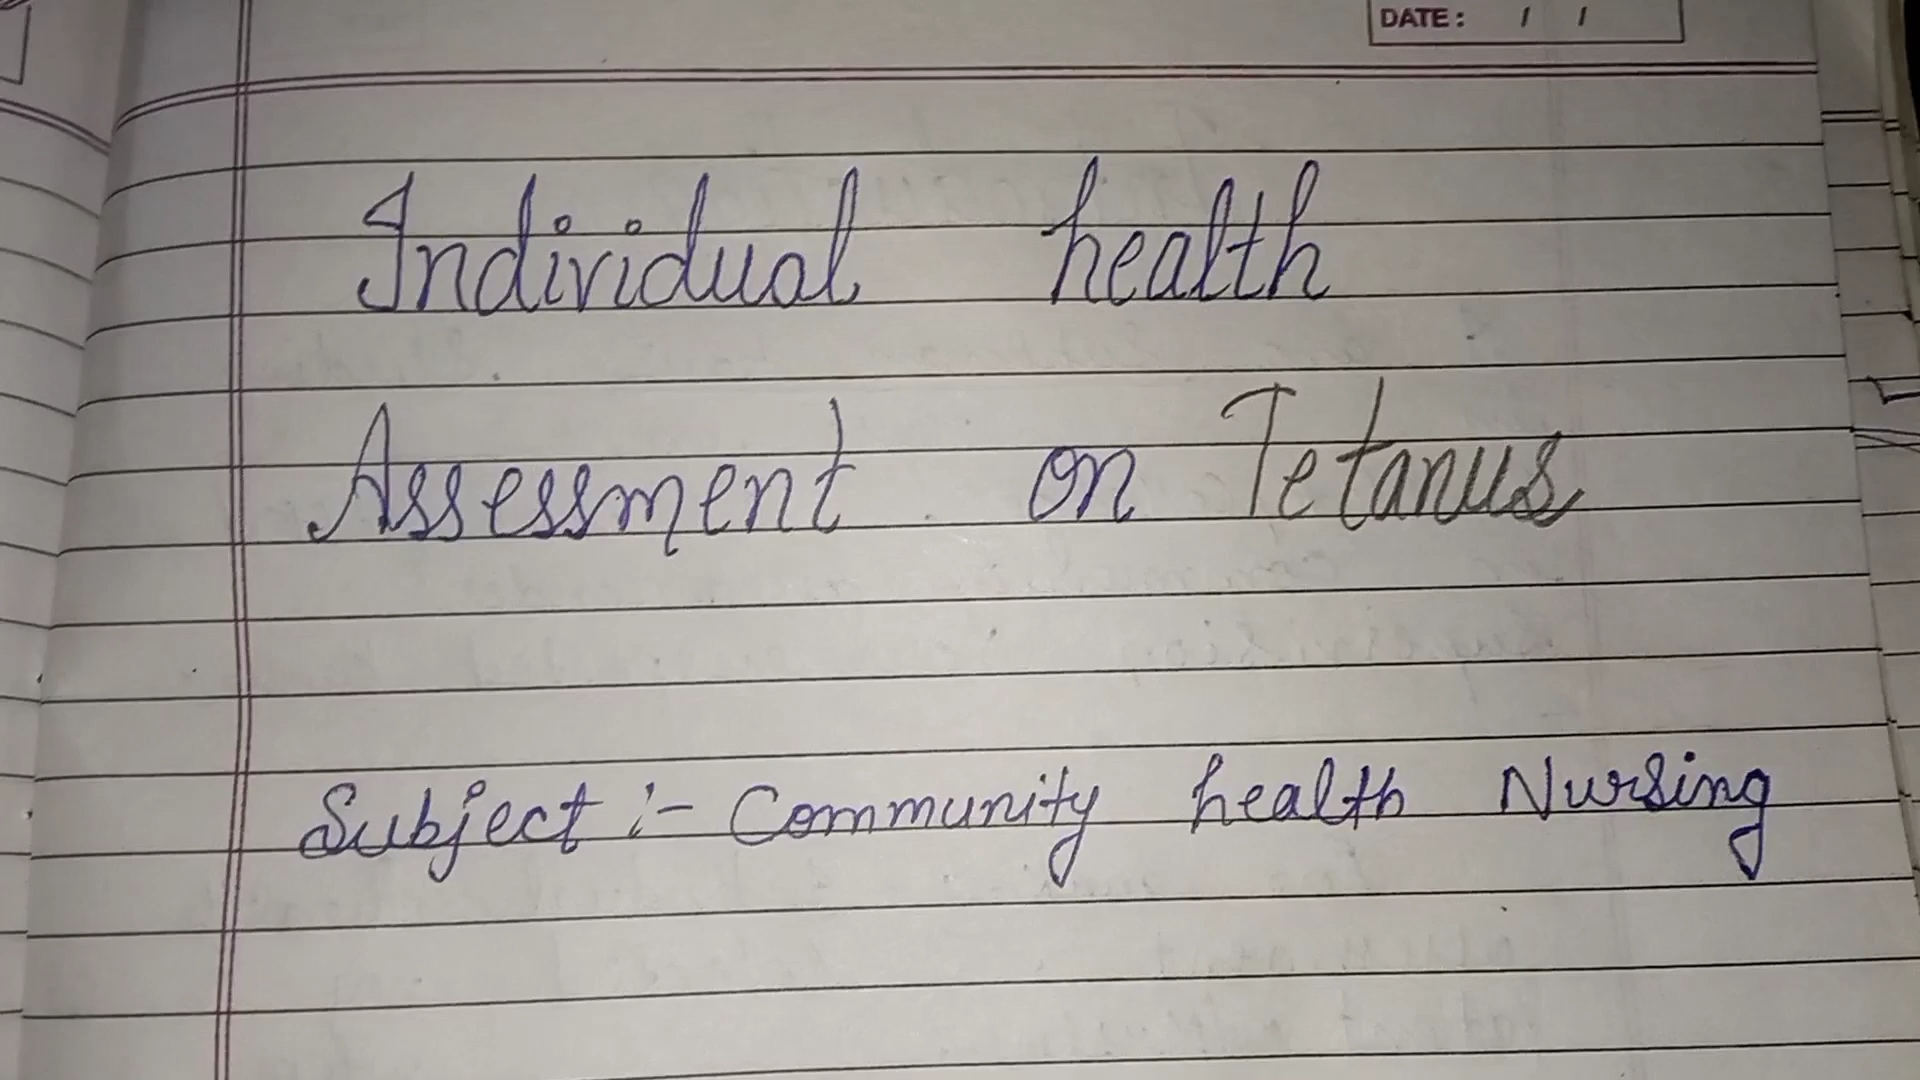 DATE: / /
Individual health
Assessment on Tetanus
Subject :- Community health Nursing